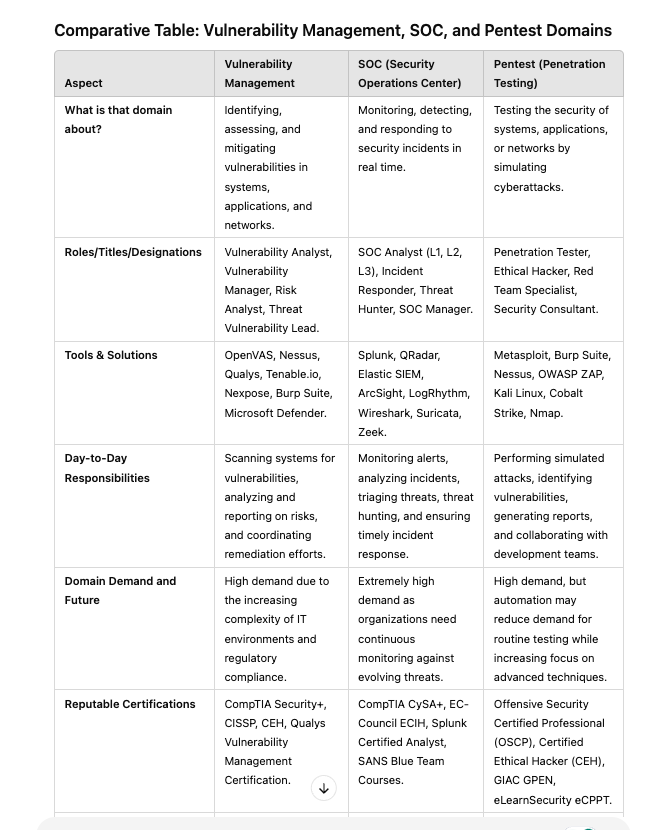 Comparative Table: Vulnerability Management, SOC, and Pentest Domains
Aspect
Vulnerability
Management
SOC (Security
Operations Center)
Pentest (Penetration
Testing)
What is that domain
about?
Identifying,
assessing, and
mitigating
vulnerabilities in
systems,
applications, and
networks.
Monitoring, detecting,
and responding to
security incidents in
real time.
Testing the security of
systems, applications,
or networks by
simulating
cyberattacks.
Roles/Titles/Designations
Vulnerability Analyst,
Vulnerability
Manager, Risk
Analyst, Threat
Vulnerability Lead.
SOC Analyst (L1, L2,
L3), Incident
Responder, Threat
Hunter, SOC Manager.
Penetration Tester,
Ethical Hacker, Red
Team Specialist,
Security Consultant.
Tools & Solutions
OpenVAS, Nessus,
Qualys, Tenable.io,
Nexpose, Burp Suite,
Microsoft Defender.
Splunk, QRadar,
Elastic SIEM,
ArcSight, LogRhythm,
Wireshark, Suricata,
Zeek.
Metasploit, Burp Suite,
Nessus, OWASP ZAP,
Kali Linux, Cobalt
Strike, Nmap.
Day-to-Day
Responsibilities
Scanning systems for
vulnerabilities,
analyzing and
reporting on risks,
and coordinating
remediation efforts.
Monitoring alerts,
analyzing incidents,
triaging threats, threat
hunting, and ensuring
timely incident
response.
Performing simulated
attacks, identifying
vulnerabilities,
generating reports,
and collaborating with
development teams.
Domain Demand and
Future
High demand due to
the increasing
complexity of IT
environments and
regulatory
compliance.
Extremely high
demand as
organizations need
continuous
monitoring against
evolving threats.
High demand, but
automation may
reduce demand for
routine testing while
increasing focus on
advanced techniques.
Reputable Certifications
CompTIA Security+,
CISSP, CEH, Qualys
Vulnerability
Management
Certification.
CompTIA CySA+, EC-
Council ECIH, Splunk
Certified Analyst,
SANS Blue Team
Courses.
Offensive Security
Certified Professional
(OSCP), Certified
Ethical Hacker (CEH),
GIAC GPEN,
eLearnSecurity eCPPT.